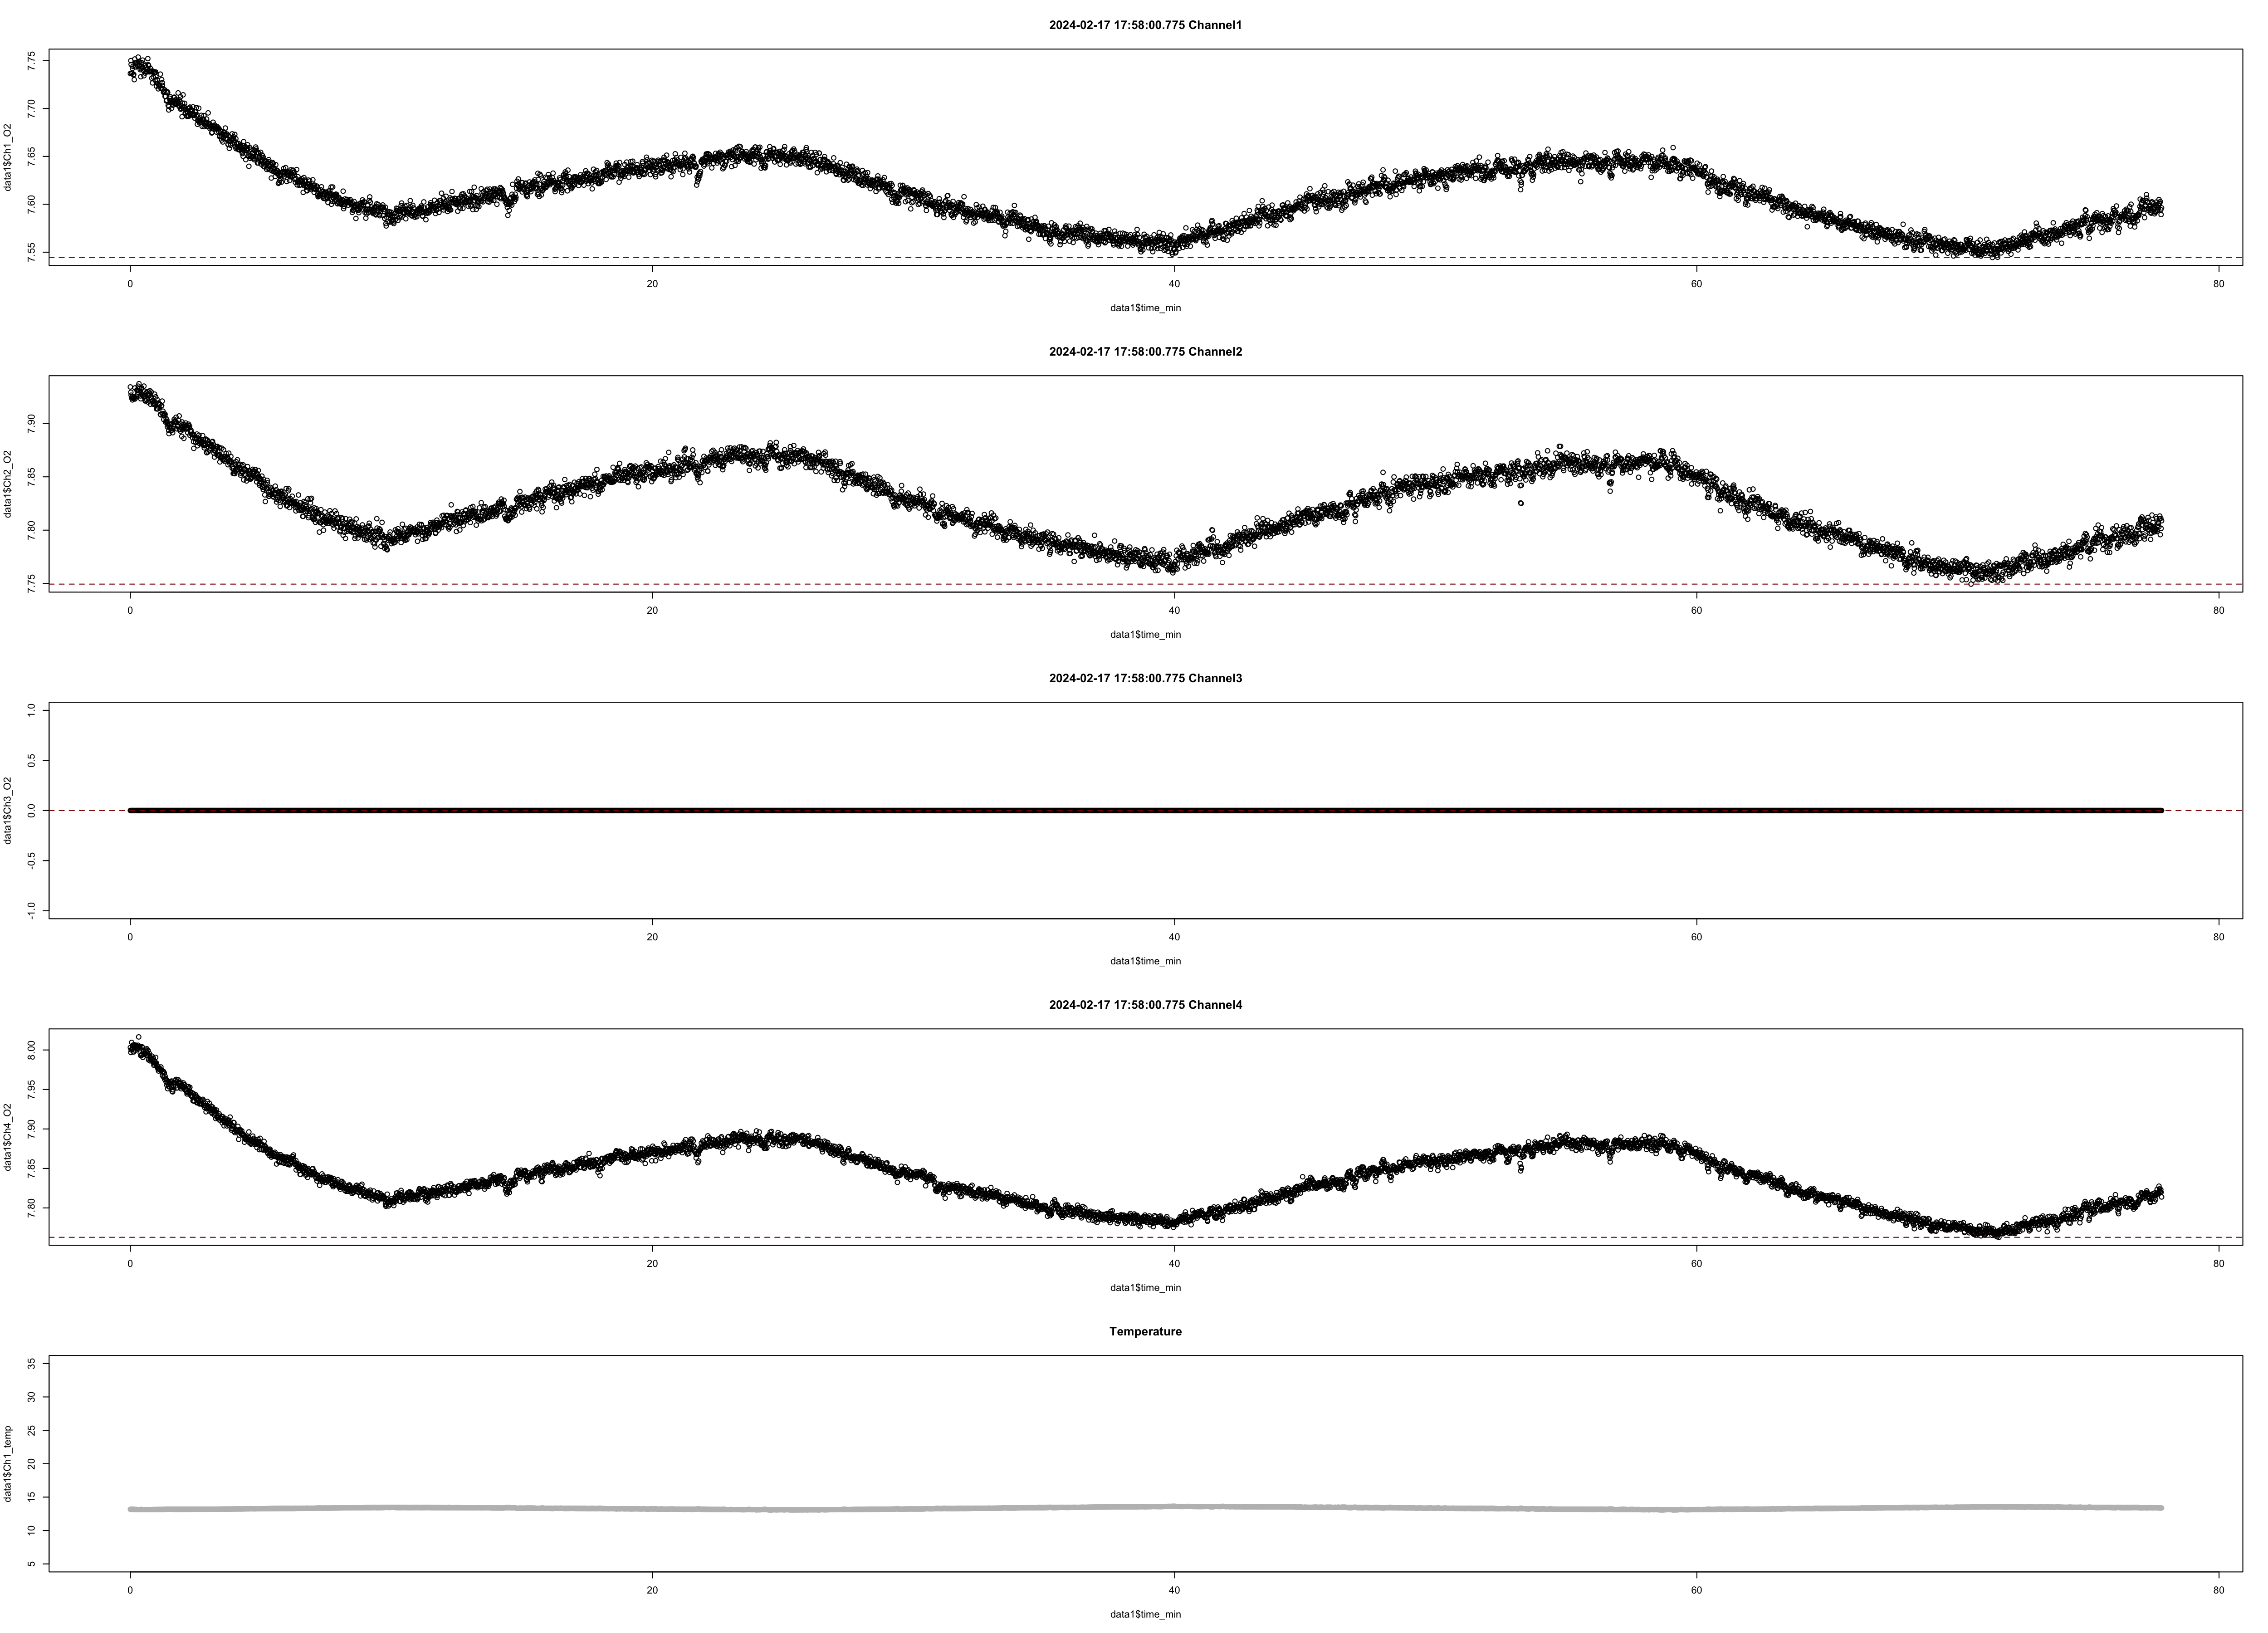 2024-02-17 17:58:00.775 Channel1
data1$Ch1_O2
7.75
7.70
7.65
7.60
7.55
0 20 40 60 80
data1$time_min
2024-02-17 17:58:00.775 Channel2
data1$Ch2_O2
7.90
7.85
7.80
7.75
0 20 40 60 80
data1$time_min
2024-02-17 17:58:00.775 Channel3
data1$Ch3_O2
1.0
0.5
0.0
-0.5
-1.0
0 20 40 60 80
data1$time_min
2024-02-17 17:58:00.775 Channel4
data1$Ch4_O2
8.00
7.95
7.90
7.85
7.80
0 20 40 60 80
data1$time_min
Temperature
data1$Ch1_temp
35
30
25
20
15
10
5
0 20 40 60 80
data1$time_min